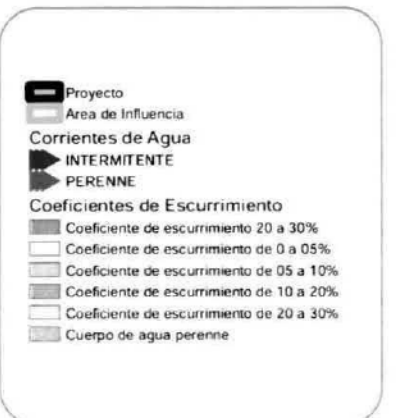 Proyecto
Area de Influencia
Corrientes de Agua
INTERMITENTE
PERENNE
Coeficientes de Escurrimiento
Coeficiente de escurrimiento 20 a 30%
Coeficiente de escurrimiento de 0 a 05%
Coeficiente de escurrimiento de 05 a 10%
Coeficiente de escurrimiento de 10 a 20%
Coeficiente de escurrimiento de 20 a 30%
Cuerpo de agua perenne